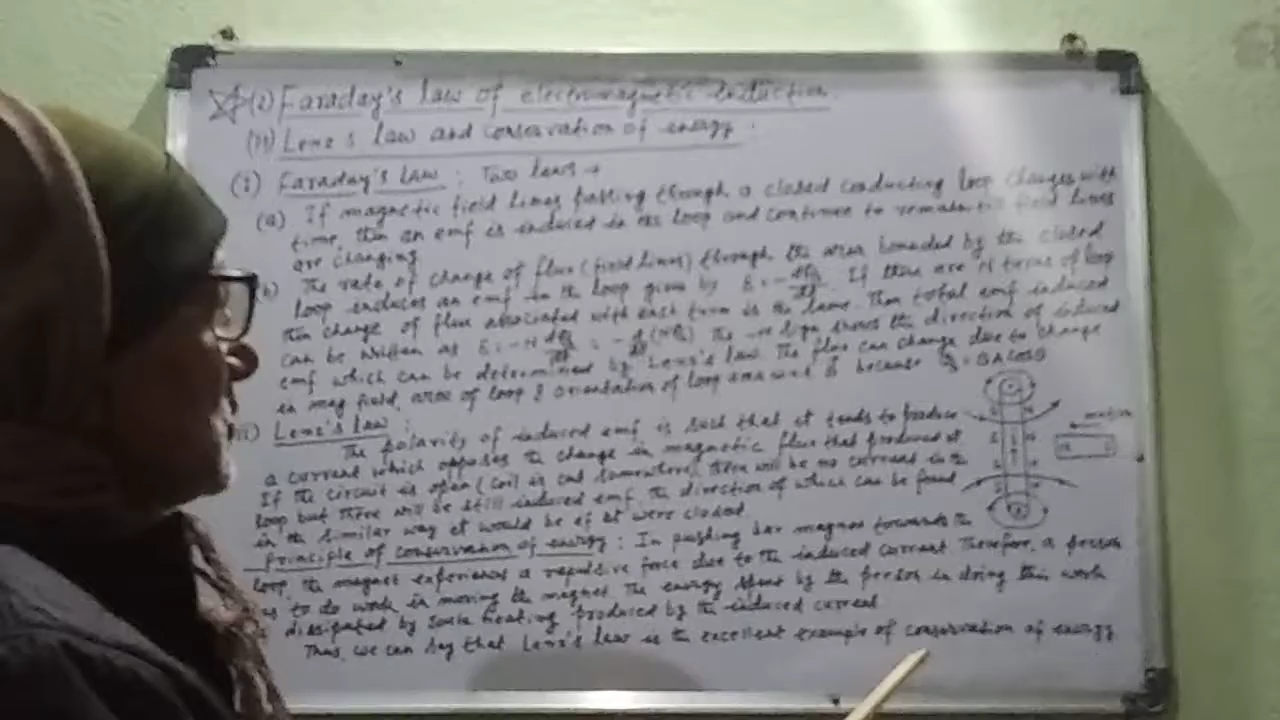 (2) Faraday's law of electromagnetic induction
(ii) Lenz's law and conservation of energy:
(i) Faraday's law: Two laws →
(a) If magnetic field lines passing through a closed conducting loop changes with
time, then an emf is induced in the loop and continue to remain field lines
are changing
The rate of change of flux (field lines) through the area bounded by the closed
loop induces an emf in the loop given by If there are N turns of loop
then change of flux associated with each turn is the same. Then total emf induced
can be written as The -ve sign shows the direction of induced
emf which can be determined by Lenz's law. The flux can change due to change
in mag field, area of loop & orientation of loop because
Lenz's law:
The polarity of induced emf is such that it tends to produce
a current which opposes the change in magnetic flux that produced it
If the circuit is open (coil is cut somewhere) there will be no current in the
loop but there will be still induced emf, the direction of which can be found
in the similar way it would be if it were closed
principle of conservation of energy: In pushing bar magnet towards the
loop, the magnet experiences a repulsive force due to the induced current. Therefore, a person
to do work in moving the magnet. The energy spent by the person in doing this work
dissipated by heating produced by the induced current
Thus, we can say that Lenz's law is the excellent example of conservation of energy